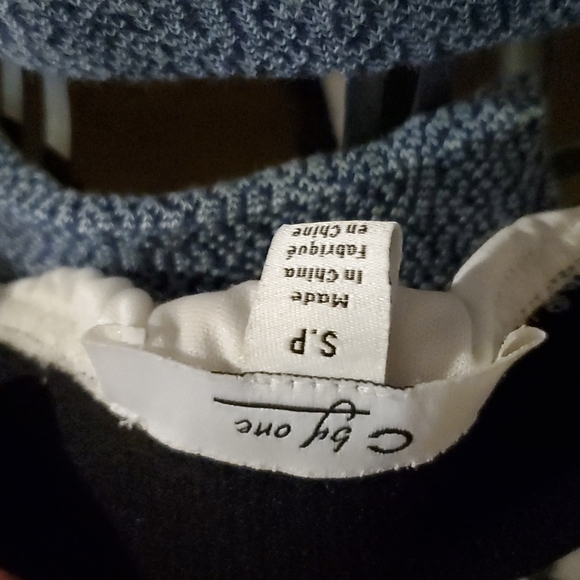 C by one
S.P
Made
In China
Fabriqué
en Chine